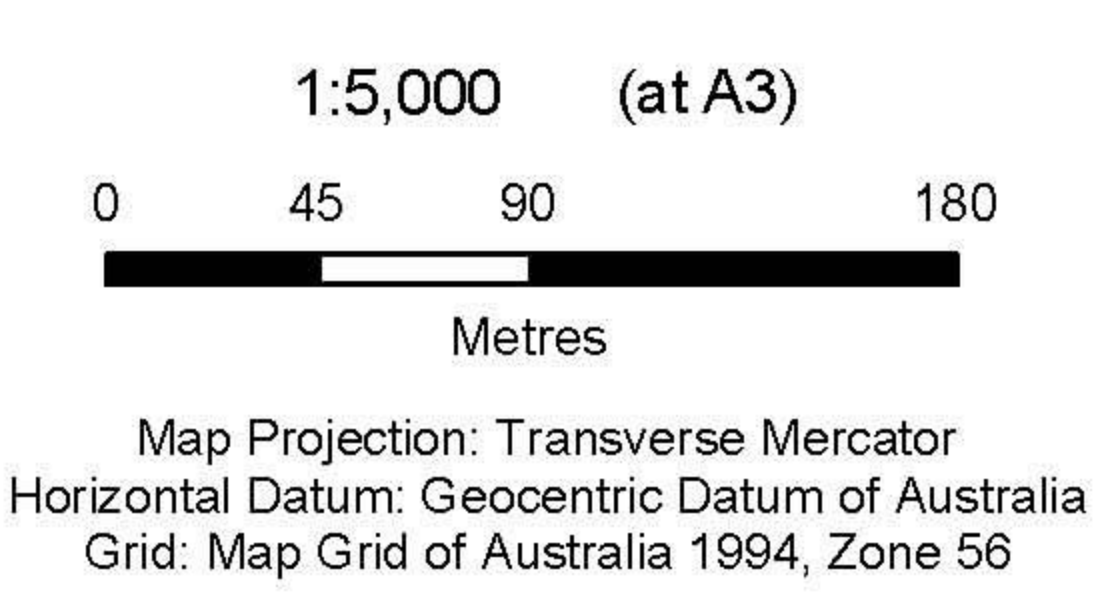 1:5,000 (at A3)
0 45 90 180
Metres
Map Projection: Transverse Mercator
Horizontal Datum: Geocentric Datum of Australia
Grid: Map Grid of Australia 1994, Zone 56